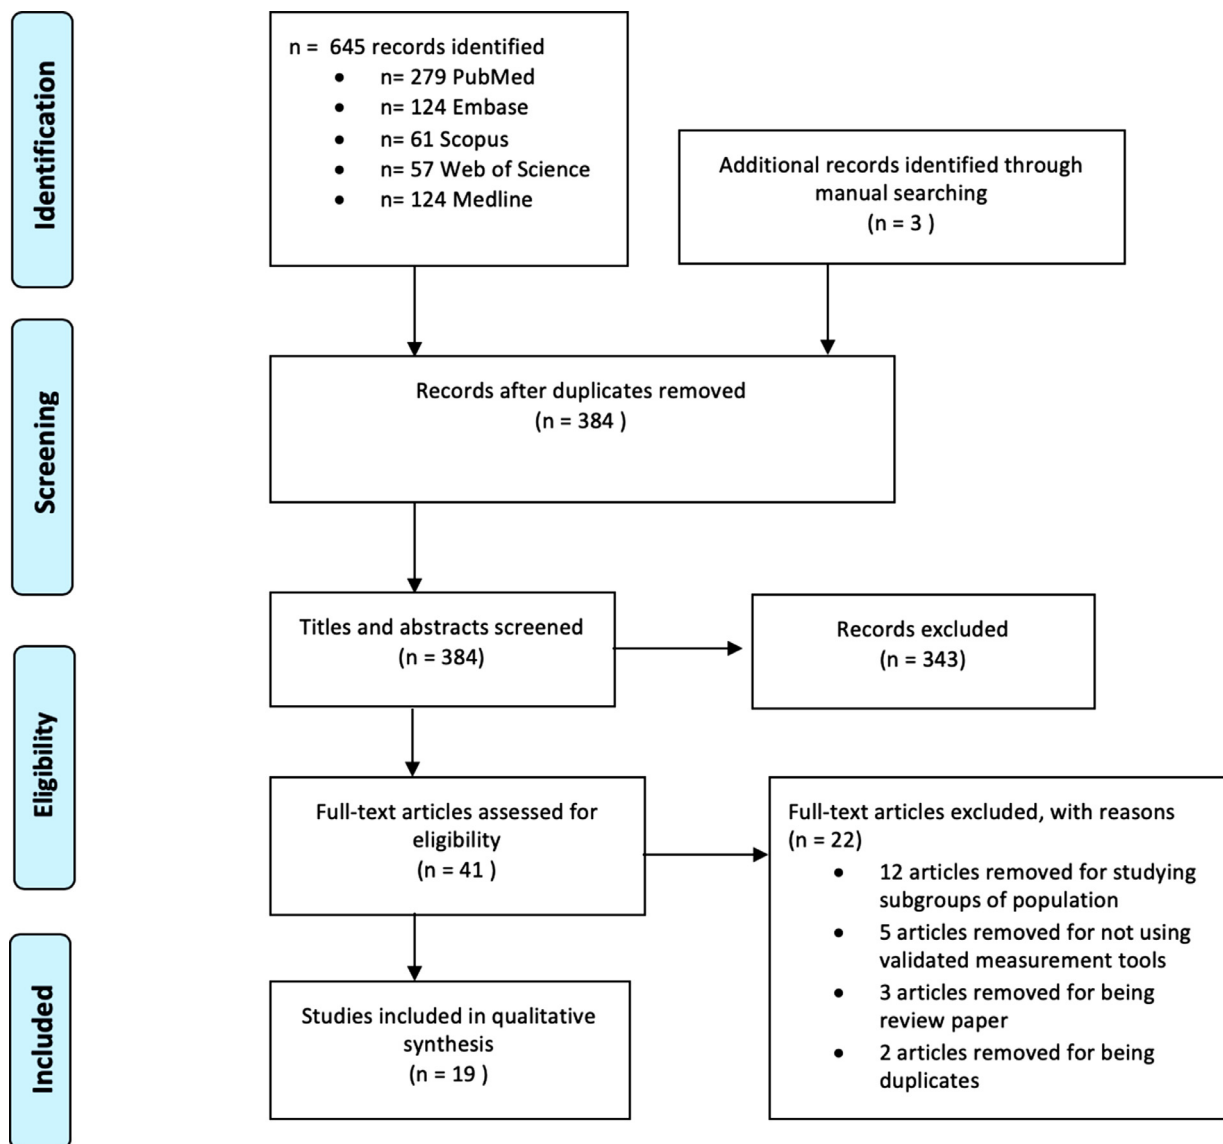 Identification
n = 645 records identified
• n= 279 PubMed
• n= 124 Embase
• n= 61 Scopus
• n= 57 Web of Science
• n= 124 Medline
Additional records identified through
manual searching
(n = 3 )
Screening
Records after duplicates removed
(n = 384 )
Titles and abstracts screened
(n = 384)
Records excluded
(n = 343)
Eligibility
Full-text articles assessed for
eligibility
(n = 41 )
Full-text articles excluded, with reasons
(n = 22)
• 12 articles removed for studying
subgroups of population
• 5 articles removed for not using
validated measurement tools
• 3 articles removed for being
review paper
• 2 articles removed for being
duplicates
Included
Studies included in qualitative
synthesis
(n = 19 )